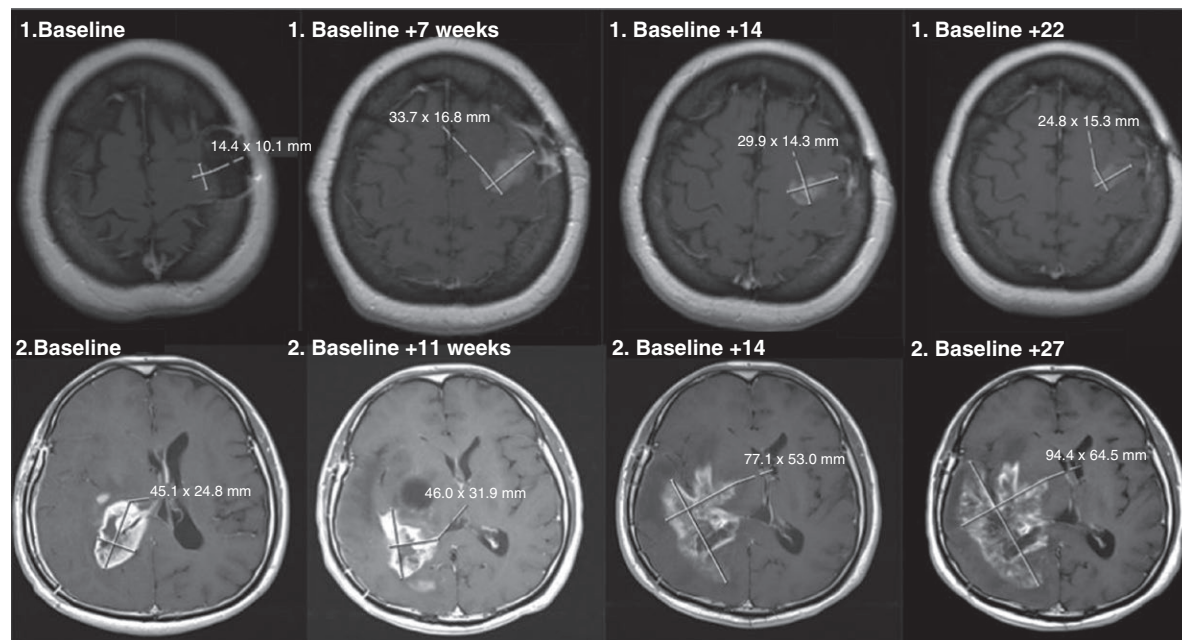 1.Baseline
1. Baseline +7 weeks
1. Baseline +14
1. Baseline +22
14.4 x 10.1 mm
33.7 x 16.8 mm
29.9 x 14.3 mm
24.8 x 15.3 mm
2.Baseline
2. Baseline +11 weeks
2. Baseline +14
2. Baseline +27
45.1 x 24.8 mm
46.0 x 31.9 mm
77.1 x 53.0 mm
94.4 x 64.5 mm